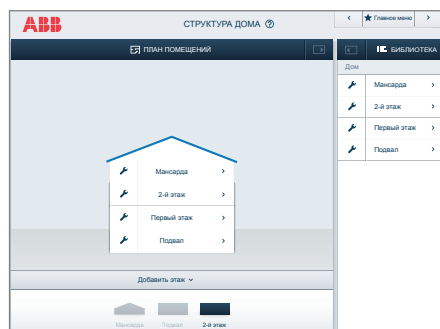 ABB
СТРУКТУРА ДОМА ?
Главное меню
ПЛАН ПОМЕЩЕНИЙ
БИБЛИОТЕКА
Дом
Мансарда
2-й этаж
Первый этаж
Подвал
Мансарда
2-й этаж
Первый этаж
Подвал
Добавить этаж
Мансарда Подвал 2-й этаж